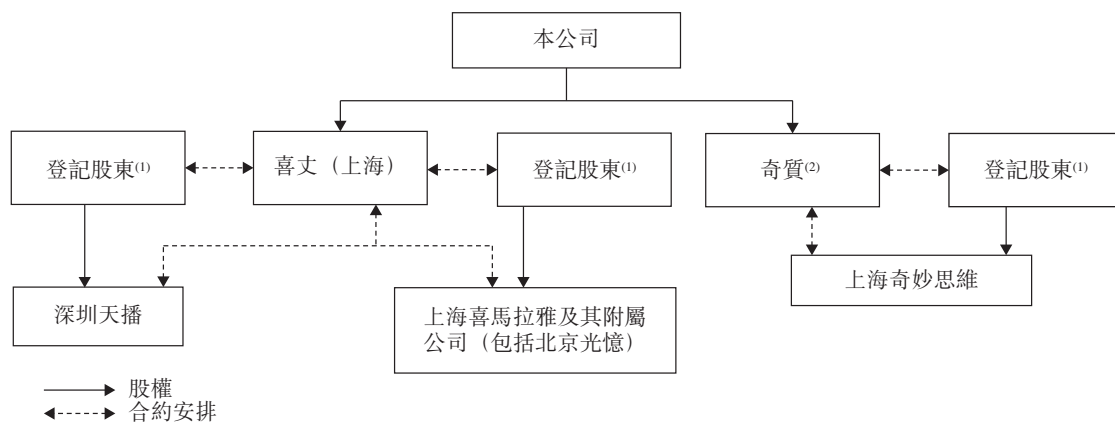 本公司
登記股東(1)
喜丈（上海）
登記股東(1)
奇質(2)
登記股東(1)
深圳天播
上海喜馬拉雅及其附屬
公司（包括北京光憶）
上海奇妙思維
股權
合約安排